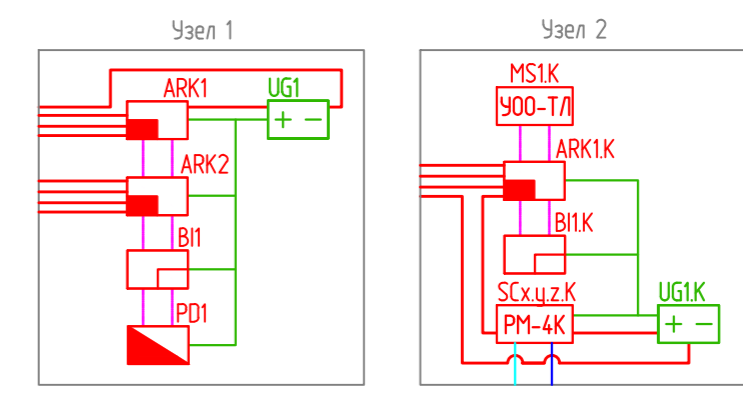 Узел 1
ARK1
UG1
+ −
ARK2
BI1
PD1
Узел 2
MS1.K
УОО-ТЛ
ARK1.K
BI1.K
SCx.y.z.K
РМ-4К
UG1.K
+ −